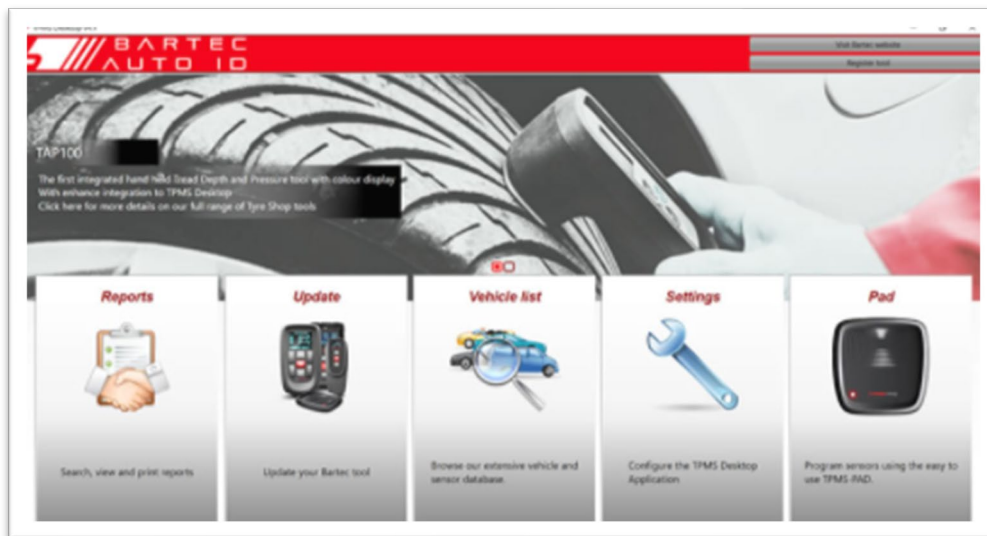 BARTEC
AUTO ID
Visit Bartec website
Register tool
TAP100
The first integrated hand held Tread Depth and Pressure tool with colour display
With enhance integration to TPMS Desktop
Click here for more details on our full range of Tyre Shop tools
Reports
Update
Vehicle list
Settings
Pad
Search, view and print reports
Update your Bartec tool
Browse our extensive vehicle and
sensor database.
Configure the TPMS Desktop
Application
Program sensors using the easy to
use TPMS-PAD.